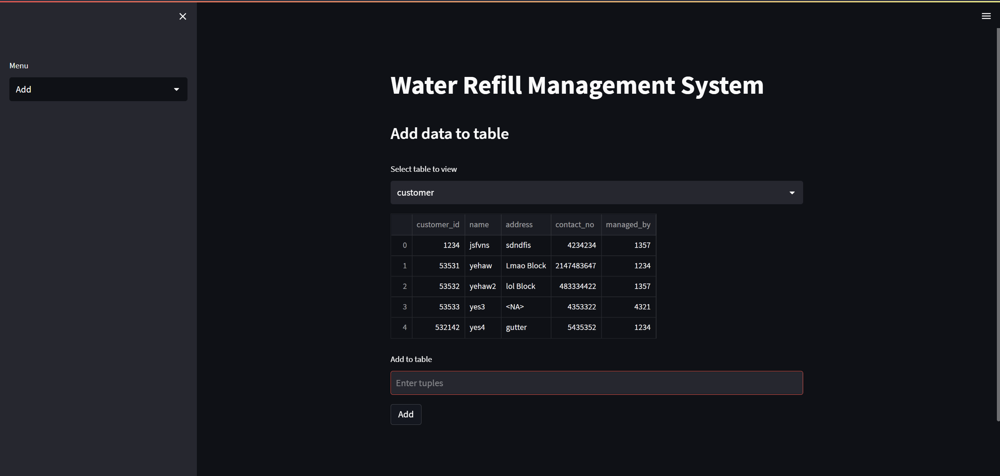 Menu
Add
Water Refill Management System
Add data to table
Select table to view
customer
customer_id name address contact_no managed_by
0 1234 jsfvns sdndfis 4234234 1357
1 53531 yehaw Lmao Block 2147483647 1234
2 53532 yehaw2 lol Block 483334422 1357
3 53533 yes3 <NA> 4353322 4321
4 532142 yes4 gutter 5435352 1234
Add to table
Enter tuples
Add